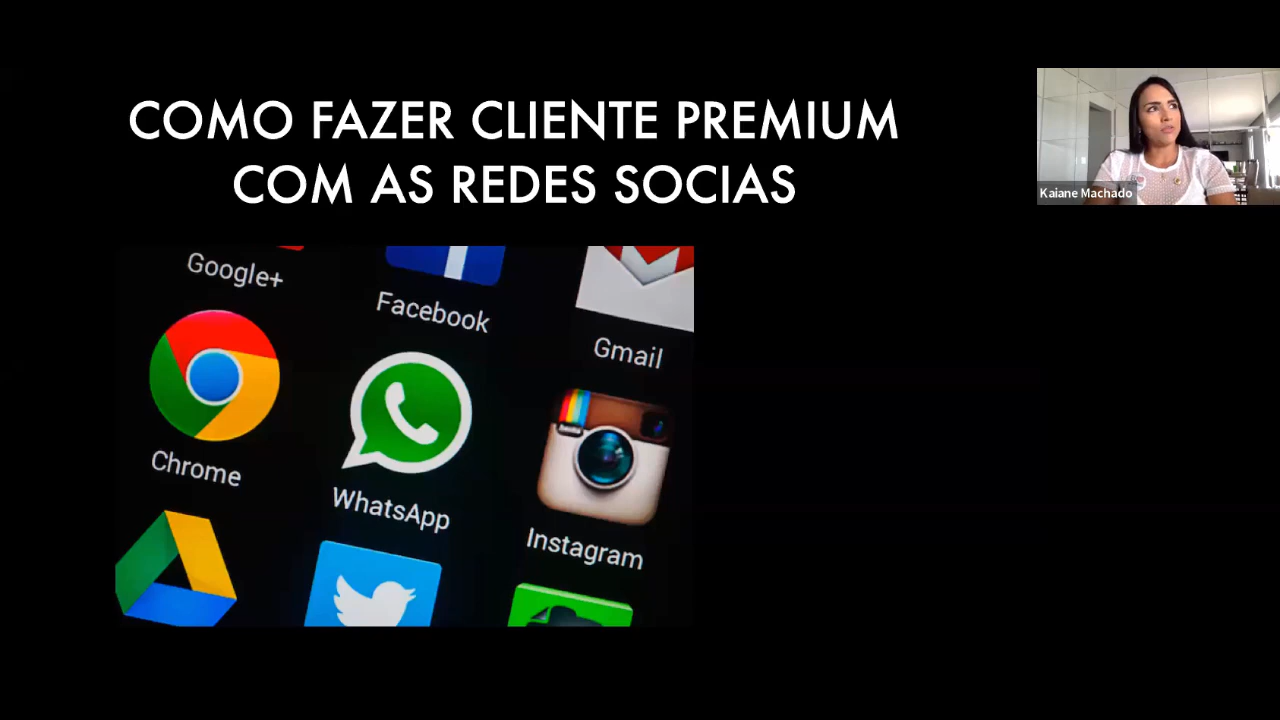 COMO FAZER CLIENTE PREMIUM
COM AS REDES SOCIAS
Kaiane Machado
Google+
Facebook
Gmail
Chrome
WhatsApp
Instagram